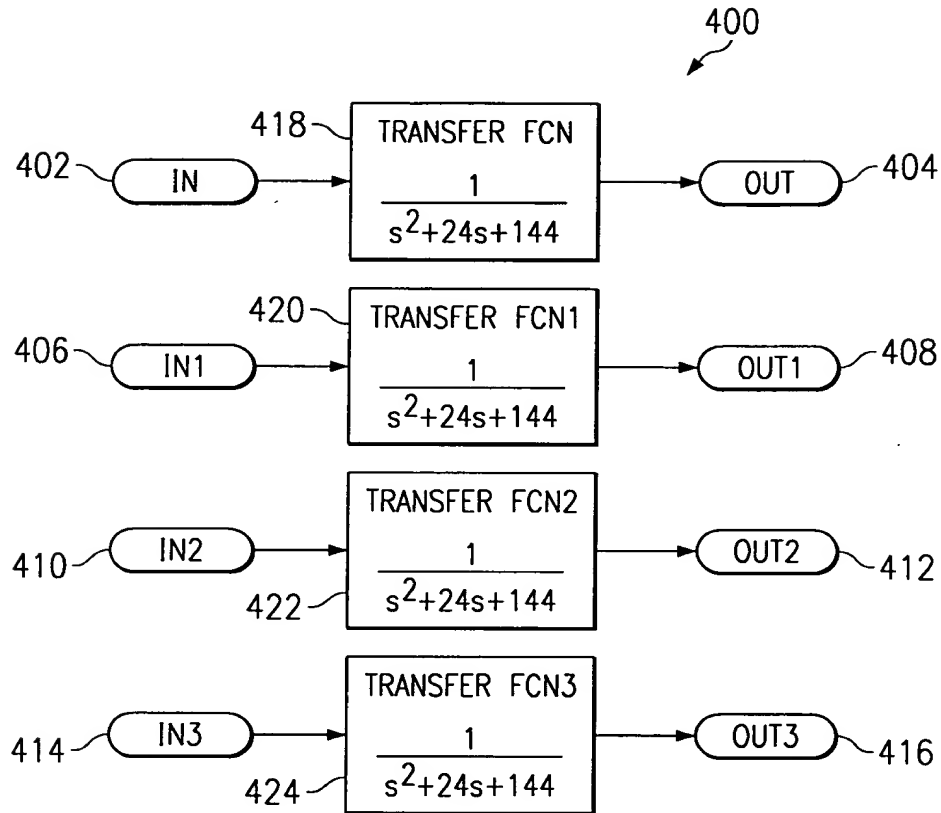 400
418
TRANSFER FCN
402
IN
1
OUT
404
s²+24s+144
420
TRANSFER FCN1
406
IN1
1
OUT1
408
s²+24s+144
TRANSFER FCN2
410
IN2
1
OUT2
412
422
s²+24s+144
TRANSFER FCN3
414
IN3
1
OUT3
416
424
s²+24s+144